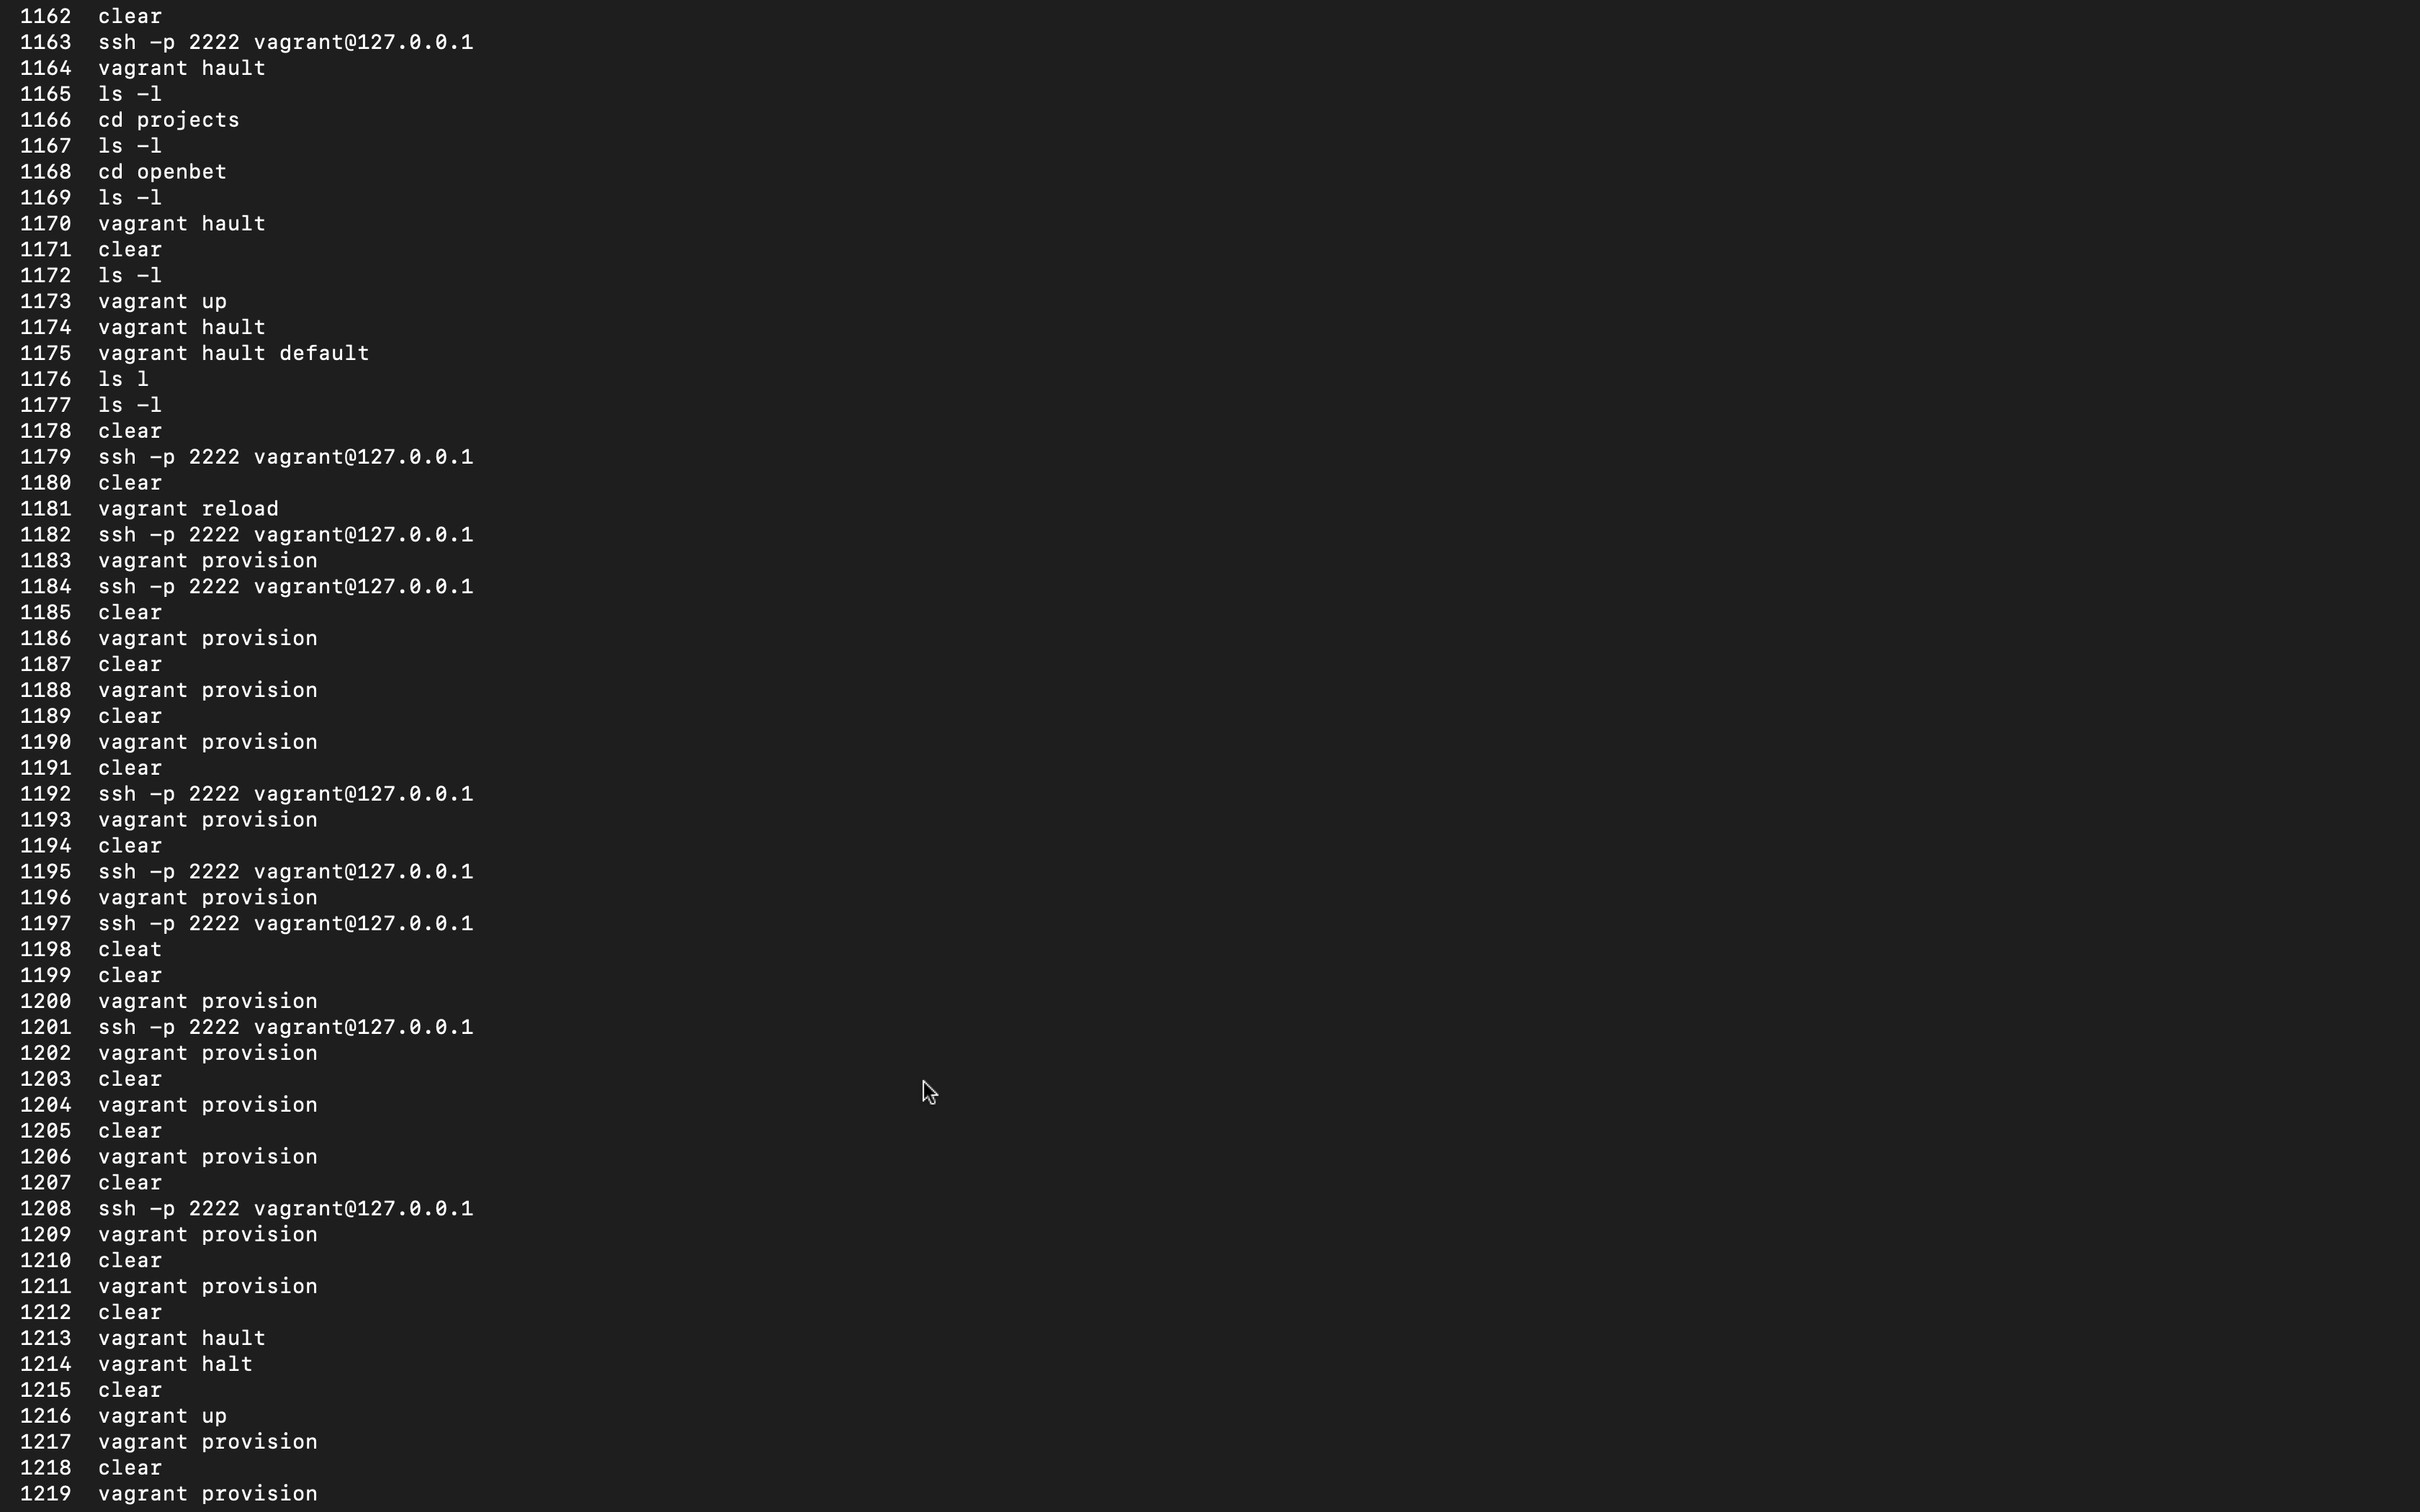 1162 clear
1163 ssh -p 2222 vagrant@127.0.0.1
1164 vagrant hault
1165 ls -l
1166 cd projects
1167 ls -l
1168 cd openbet
1169 ls -l
1170 vagrant hault
1171 clear
1172 ls -l
1173 vagrant up
1174 vagrant hault
1175 vagrant hault default
1176 ls l
1177 ls -l
1178 clear
1179 ssh -p 2222 vagrant@127.0.0.1
1180 clear
1181 vagrant reload
1182 ssh -p 2222 vagrant@127.0.0.1
1183 vagrant provision
1184 ssh -p 2222 vagrant@127.0.0.1
1185 clear
1186 vagrant provision
1187 clear
1188 vagrant provision
1189 clear
1190 vagrant provision
1191 clear
1192 ssh -p 2222 vagrant@127.0.0.1
1193 vagrant provision
1194 clear
1195 ssh -p 2222 vagrant@127.0.0.1
1196 vagrant provision
1197 ssh -p 2222 vagrant@127.0.0.1
1198 cleat
1199 clear
1200 vagrant provision
1201 ssh -p 2222 vagrant@127.0.0.1
1202 vagrant provision
1203 clear
1204 vagrant provision
1205 clear
1206 vagrant provision
1207 clear
1208 ssh -p 2222 vagrant@127.0.0.1
1209 vagrant provision
1210 clear
1211 vagrant provision
1212 clear
1213 vagrant hault
1214 vagrant halt
1215 clear
1216 vagrant up
1217 vagrant provision
1218 clear
1219 vagrant provision